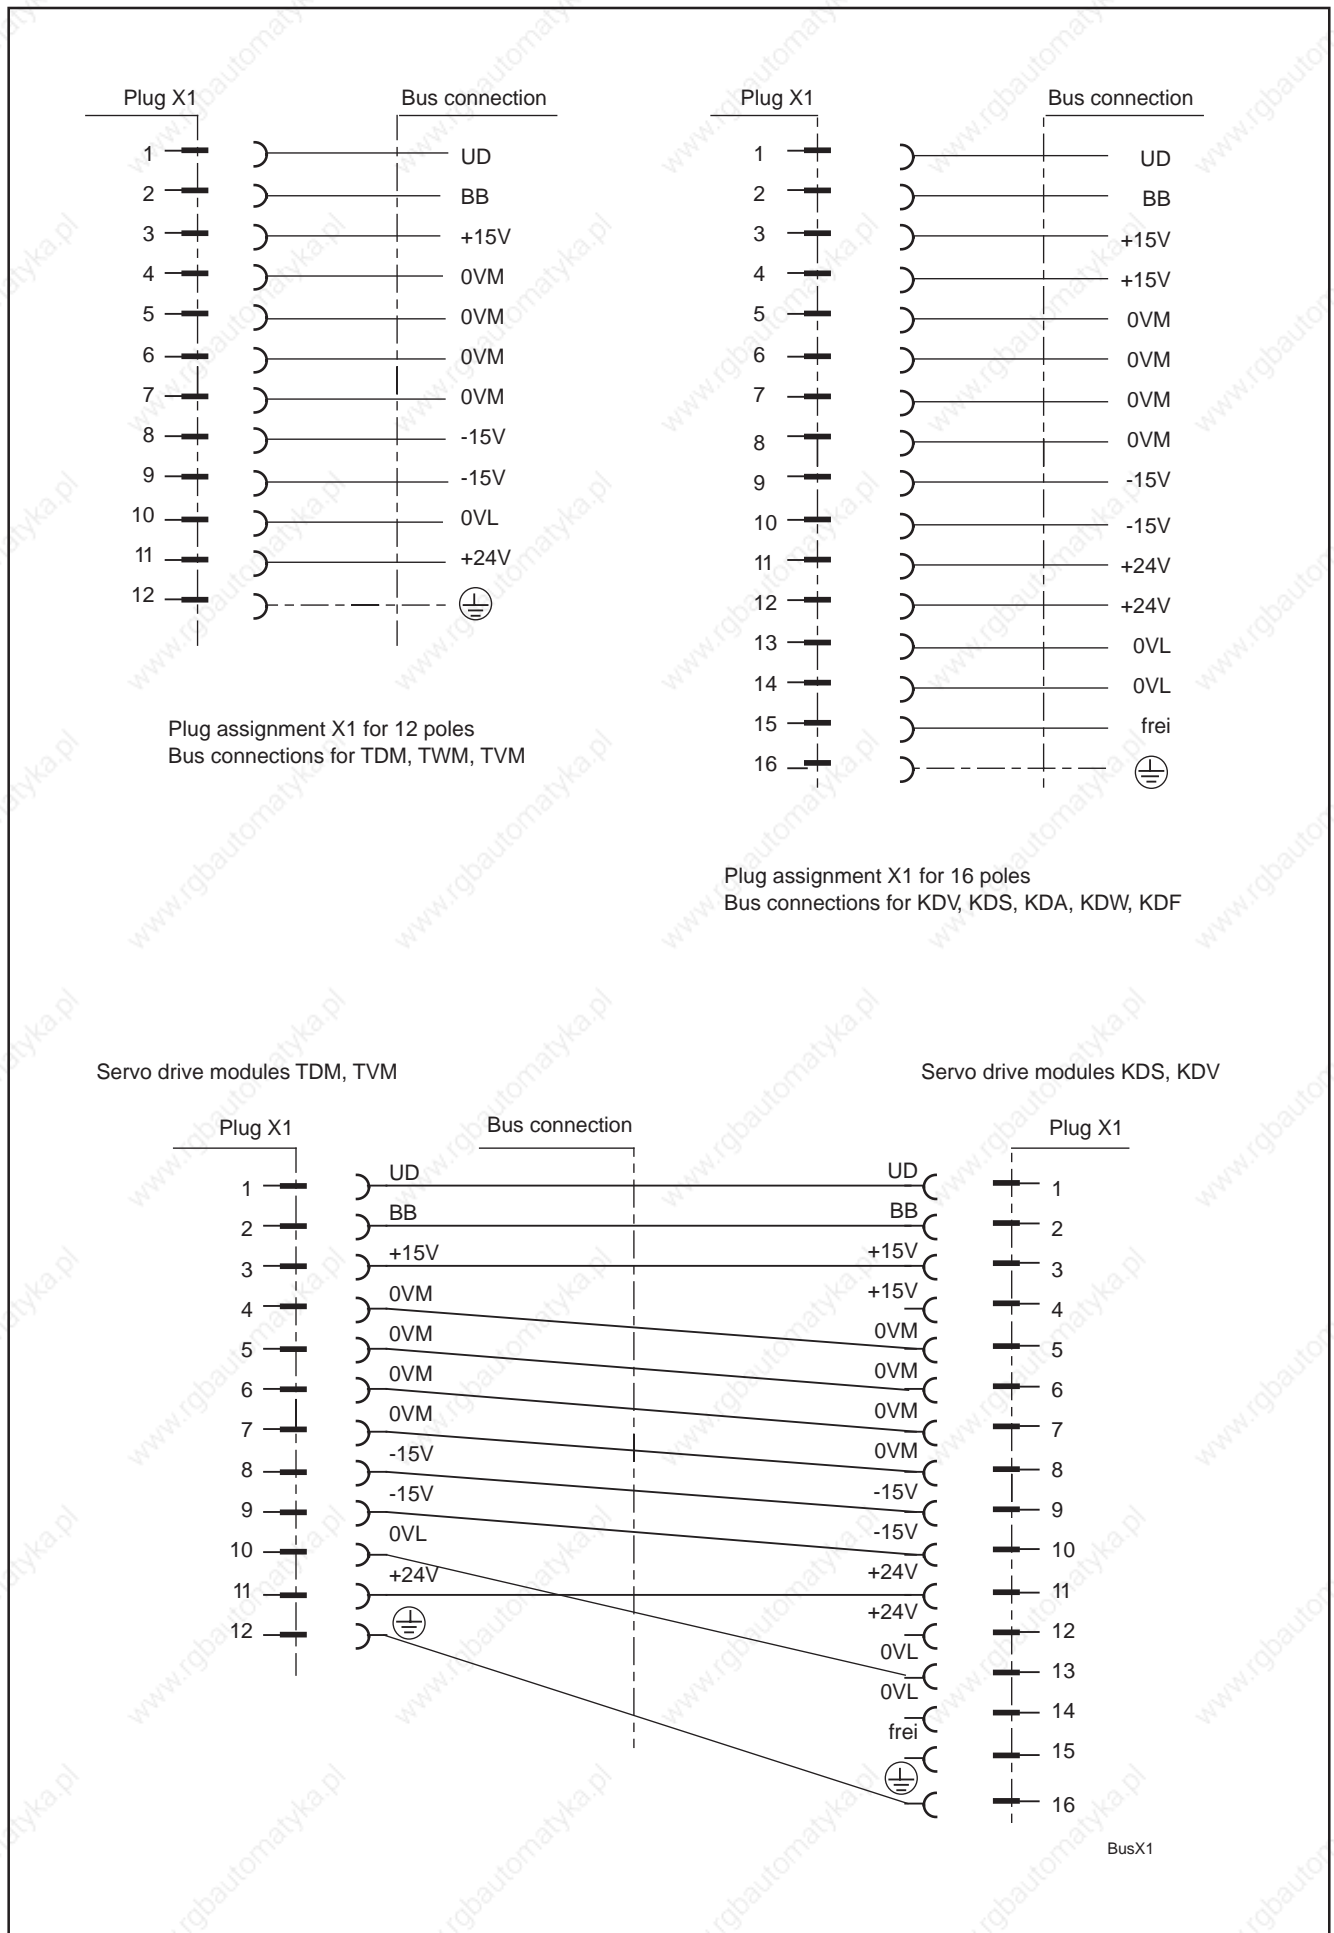 Plug X1 Bus connection
1 UD
2 BB
3 +15V
4 0VM
5 0VM
6 0VM
7 0VM
8 -15V
9 -15V
10 0VL
11 +24V
12
Plug assignment X1 for 12 poles
Bus connections for TDM, TWM, TVM
Plug X1 Bus connection
1 UD
2 BB
3 +15V
4 +15V
5 0VM
6 0VM
7 0VM
8 0VM
9 -15V
10 -15V
11 +24V
12 +24V
13 0VL
14 0VL
15 frei
16
Plug assignment X1 for 16 poles
Bus connections for KDV, KDS, KDA, KDW, KDF
Servo drive modules TDM, TVM Servo drive modules KDS, KDV
Plug X1 Bus connection Plug X1
1 UD UD 1
2 BB BB 2
3 +15V +15V 3
4 0VM +15V 4
5 0VM 0VM 5
6 0VM 0VM 6
7 0VM 0VM 7
8 -15V 0VM 8
9 -15V -15V 9
10 0VL -15V 10
11 +24V +24V 11
12 +24V 12
0VL 13
0VL 14
frei 15
16
BusX1
www.rgbautomatyka.pl